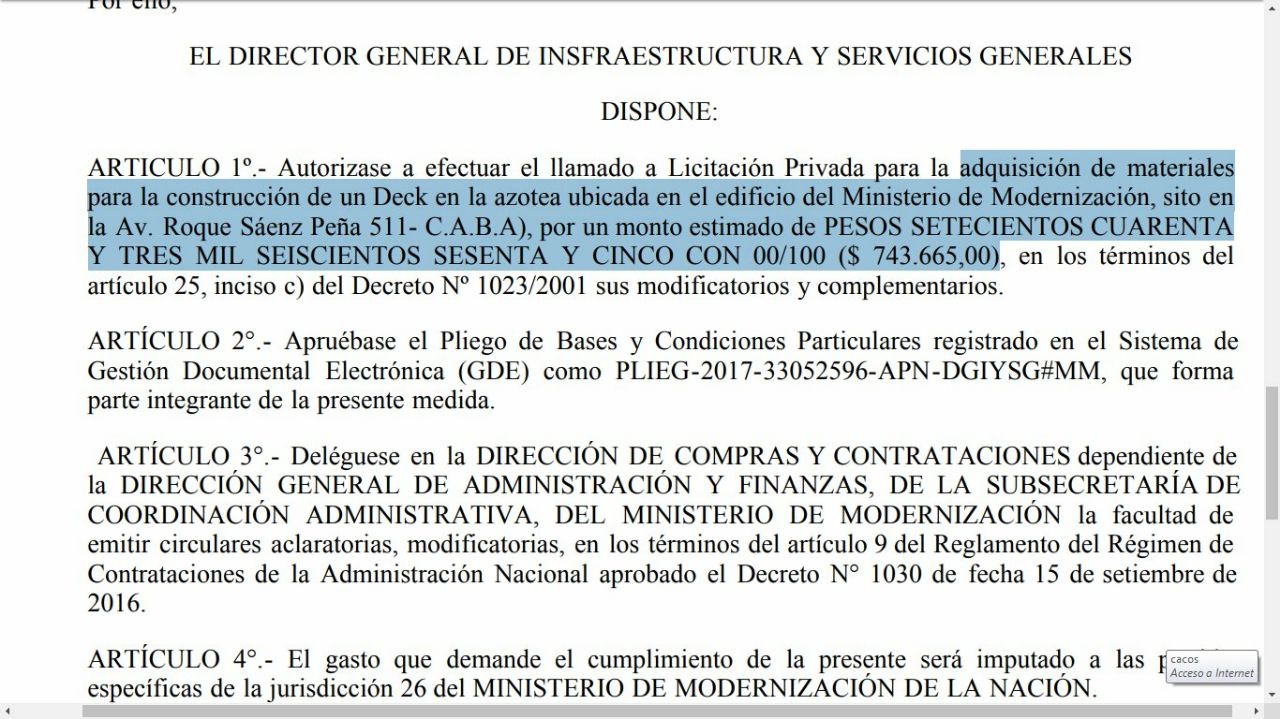 Por ello,
EL DIRECTOR GENERAL DE INSFRAESTRUCTURA Y SERVICIOS GENERALES
DISPONE:
ARTICULO 1º.- Autorizase a efectuar el llamado a Licitación Privada para la adquisición de materiales
para la construcción de un Deck en la azotea ubicada en el edificio del Ministerio de Modernización, sito en
la Av. Roque Sáenz Peña 511- C.A.B.A), por un monto estimado de PESOS SETECIENTOS CUARENTA
Y TRES MIL SEISCIENTOS SESENTA Y CINCO CON 00/100 ($ 743.665,00), en los términos del
artículo 25, inciso c) del Decreto Nº 1023/2001 sus modificatorios y complementarios.
ARTÍCULO 2°.- Apruébase el Pliego de Bases y Condiciones Particulares registrado en el Sistema de
Gestión Documental Electrónica (GDE) como PLIEG-2017-33052596-APN-DGIYSG#MM, que forma
parte integrante de la presente medida.
ARTÍCULO 3°.- Deléguese en la DIRECCIÓN DE COMPRAS Y CONTRATACIONES dependiente de
la DIRECCIÓN GENERAL DE ADMINISTRACIÓN Y FINANZAS, DE LA SUBSECRETARÍA DE
COORDINACIÓN ADMINISTRATIVA, DEL MINISTERIO DE MODERNIZACIÓN la facultad de
emitir circulares aclaratorias, modificatorias, en los términos del artículo 9 del Reglamento del Régimen de
Contrataciones de la Administración Nacional aprobado el Decreto N° 1030 de fecha 15 de setiembre de
2016.
ARTÍCULO 4°.- El gasto que demande el cumplimiento de la presente será imputado a las
específicas de la jurisdicción 26 del MINISTERIO DE MODERNIZACIÓN DE LA NACIÓN.
cacos
Acceso a Internet